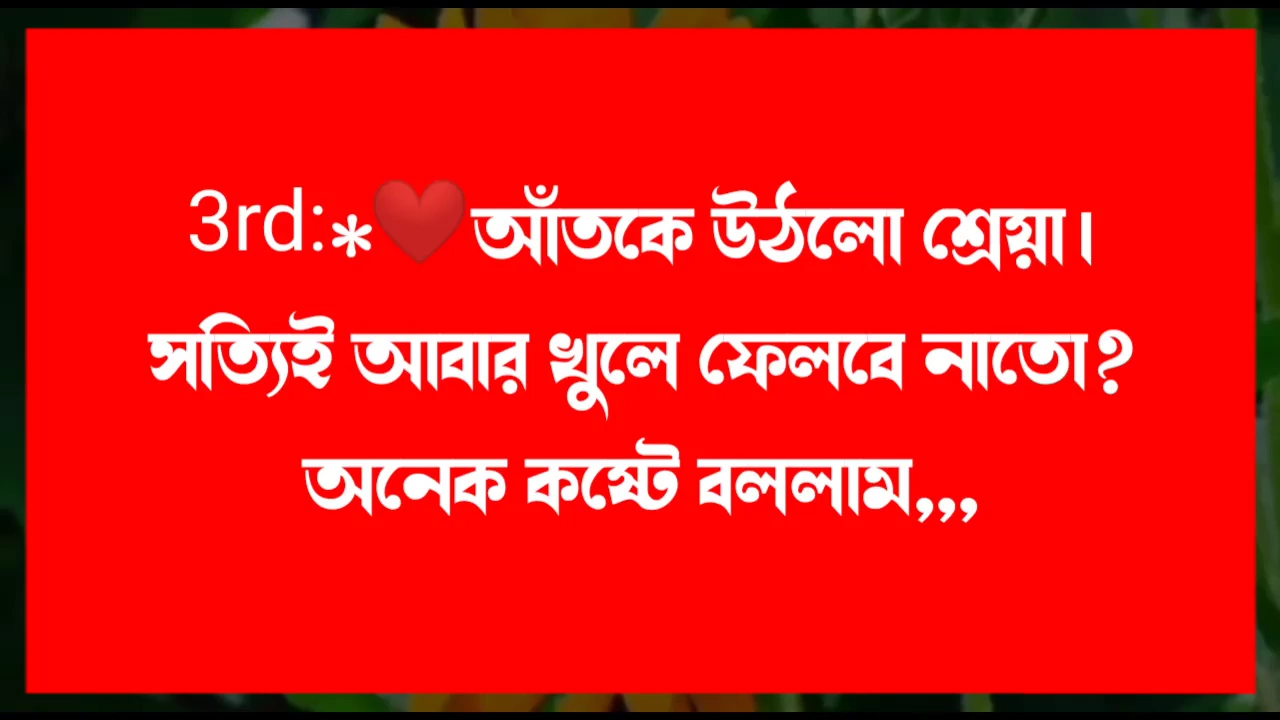 3rd:*❤️আঁতকে উঠলো শ্রেয়া।
সত্যিই আবার খুলে ফেলবে নাতো?
অনেক কষ্টে বললাম,,,